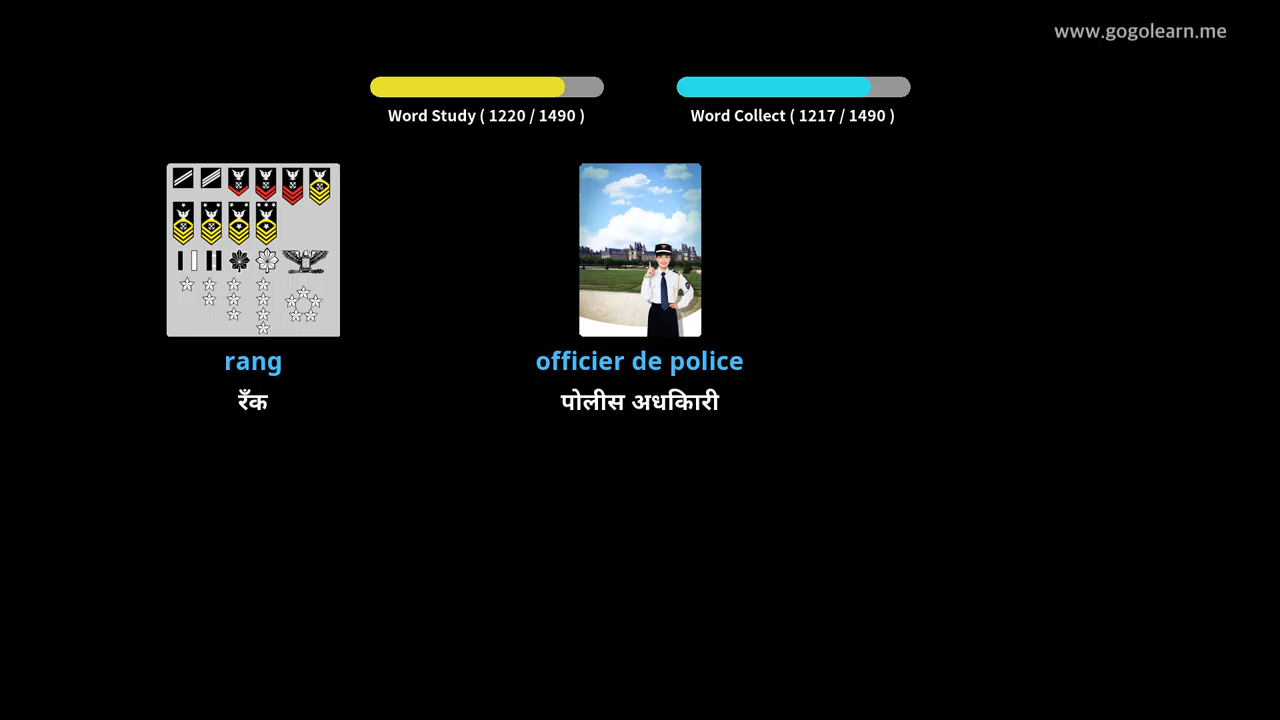 www.gogolearn.me
Word Study ( 1220 / 1490 )
Word Collect ( 1217 / 1490 )
rang
officier de police
रँक
पोलीस अधिकारी